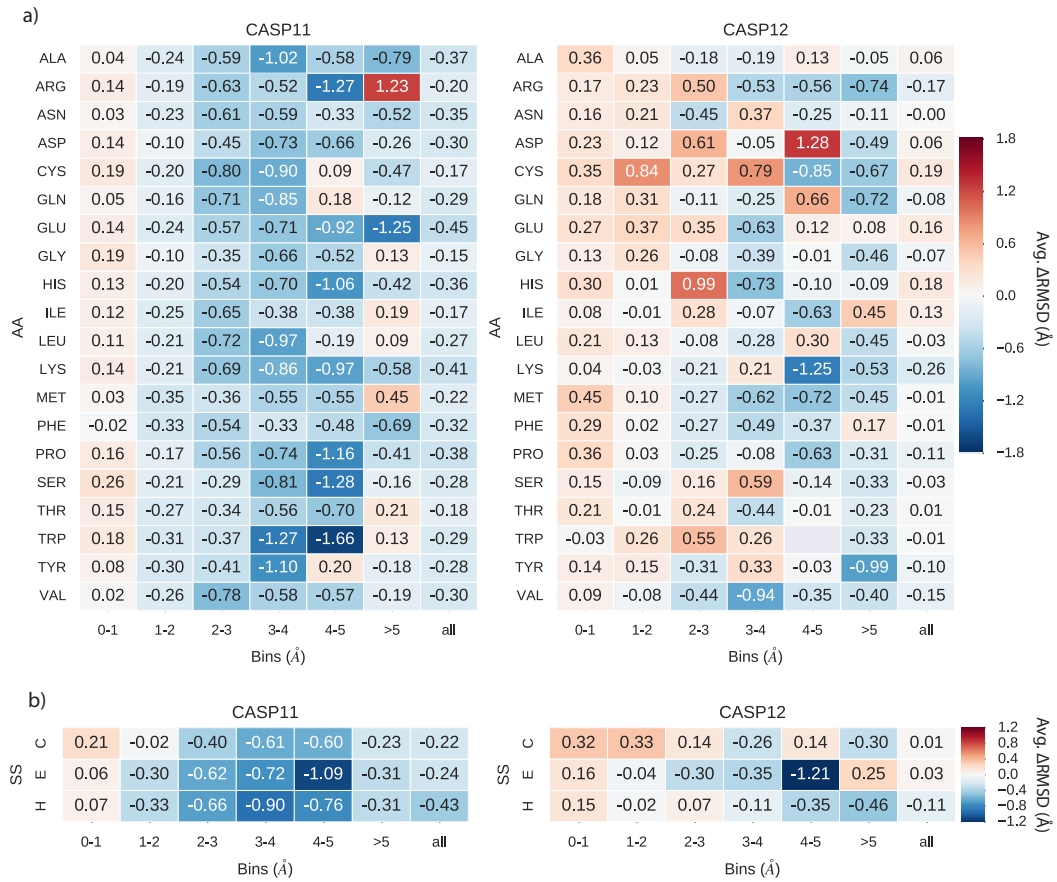 a)
CASP11
CASP12
ALA 0.04 -0.24 -0.59 -1.02 -0.58 -0.79 -0.37 0.36 0.05 -0.18 -0.19 0.13 -0.05 0.06
ARG 0.14 -0.19 -0.63 -0.52 -1.27 1.23 -0.20 0.17 0.23 0.50 -0.53 -0.56 -0.74 -0.17
ASN 0.03 -0.23 -0.61 -0.59 -0.33 -0.52 -0.35 ASN 0.16 0.21 -0.45 0.37 -0.25 -0.11 -0.00
ASP 0.14 -0.10 -0.45 -0.73 -0.66 -0.26 -0.30 ASP 0.23 0.12 0.61 -0.05 1.28 -0.49 0.06
CYS 0.19 -0.20 -0.80 -0.90 0.09 -0.47 -0.17 CYS 0.35 0.84 0.27 0.79 -0.85 -0.67 0.19
GLN 0.05 -0.16 -0.71 -0.85 0.18 -0.12 -0.29 GLN 0.18 0.31 -0.11 -0.25 0.66 -0.72 -0.08
GLU 0.14 -0.24 -0.57 -0.71 -0.92 -1.25 -0.45 GLU 0.27 0.37 0.35 -0.63 0.12 0.08 0.16
GLY 0.19 -0.10 -0.35 -0.66 -0.52 0.13 -0.15 GLY 0.13 0.26 -0.08 -0.39 -0.01 -0.46 -0.07
HIS 0.13 -0.20 -0.54 -0.70 -1.06 -0.42 -0.36 HIS 0.30 0.01 0.99 -0.73 -0.10 -0.09 0.18
ILE 0.12 -0.25 -0.65 -0.38 -0.38 0.19 -0.17 ILE 0.08 -0.01 0.28 -0.07 -0.63 0.45 0.13
LEU 0.11 -0.21 -0.72 -0.97 -0.19 0.09 -0.27 LEU 0.21 0.13 -0.08 -0.28 0.30 -0.45 -0.03
LYS 0.14 -0.21 -0.69 -0.86 -0.97 -0.58 -0.41 LYS 0.04 -0.03 -0.21 0.21 -1.25 -0.53 -0.26
MET 0.03 -0.35 -0.36 -0.55 -0.55 0.45 -0.22 MET 0.45 0.10 -0.27 -0.62 -0.72 -0.45 -0.01
PHE -0.02 -0.33 -0.54 -0.33 -0.48 -0.69 -0.32 PHE 0.29 0.02 -0.27 -0.49 -0.37 0.17 -0.01
PRO 0.16 -0.17 -0.56 -0.74 -1.16 -0.41 -0.38 PRO 0.36 0.03 -0.25 -0.08 -0.63 -0.31 -0.11
SER 0.26 -0.21 -0.29 -0.81 -1.28 -0.16 -0.28 SER 0.15 -0.09 0.16 0.59 -0.14 -0.33 -0.03
THR 0.15 -0.27 -0.34 -0.56 -0.70 0.21 -0.18 THR 0.21 -0.01 0.24 -0.44 -0.01 -0.23 0.01
TRP 0.18 -0.31 -0.37 -1.27 -1.66 0.13 -0.29 TRP -0.03 0.26 0.55 0.26 -0.33 -0.01
TYR 0.08 -0.30 -0.41 -1.10 0.20 -0.18 -0.28 TYR 0.14 0.15 -0.31 0.33 -0.03 -0.99 -0.10
VAL 0.02 -0.26 -0.78 -0.58 -0.57 -0.19 -0.30 VAL 0.09 -0.08 -0.44 -0.94 -0.35 -0.40 -0.15
AA
AA
0-1 1-2 2-3 3-4 4-5 >5 all
0-1 1-2 2-3 3-4 4-5 >5 all
Bins (Å)
Bins (Å)
1.8
1.2
0.6
0.0
−0.6
−1.2
−1.8
Avg. ΔRMSD (Å)
b)
CASP11
CASP12
C 0.21 -0.02 -0.40 -0.61 -0.60 -0.23 -0.22 C 0.32 0.33 0.14 -0.26 0.14 -0.30 0.01
E 0.06 -0.30 -0.62 -0.72 -1.09 -0.31 -0.24 E 0.16 -0.04 -0.30 -0.35 -1.21 0.25 0.03
H 0.07 -0.33 -0.66 -0.90 -0.76 -0.31 -0.43 H 0.15 -0.02 0.07 -0.11 -0.35 -0.46 -0.11
SS
SS
0-1 1-2 2-3 3-4 4-5 >5 all
0-1 1-2 2-3 3-4 4-5 >5 all
Bins (Å)
Bins (Å)
1.2
0.8
0.4
0.0
−0.4
−0.8
−1.2
Avg. ΔRMSD (Å)